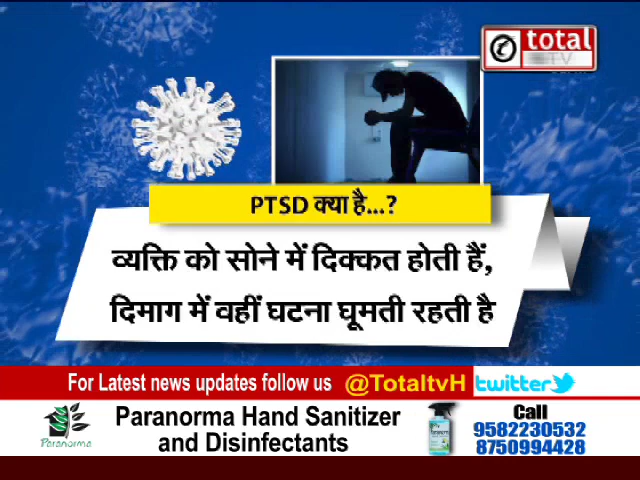 total
TV
PTSD क्या है...?
व्यक्ति को सोने में दिक्कत होती हैं,
दिमाग में वहीं घटना घूमती रहती है
For Latest news updates follow us @TotaltvH twitter
Paranorma Hand Sanitizer
and Disinfectants
Paranorma
Call
9582230532
8750994428